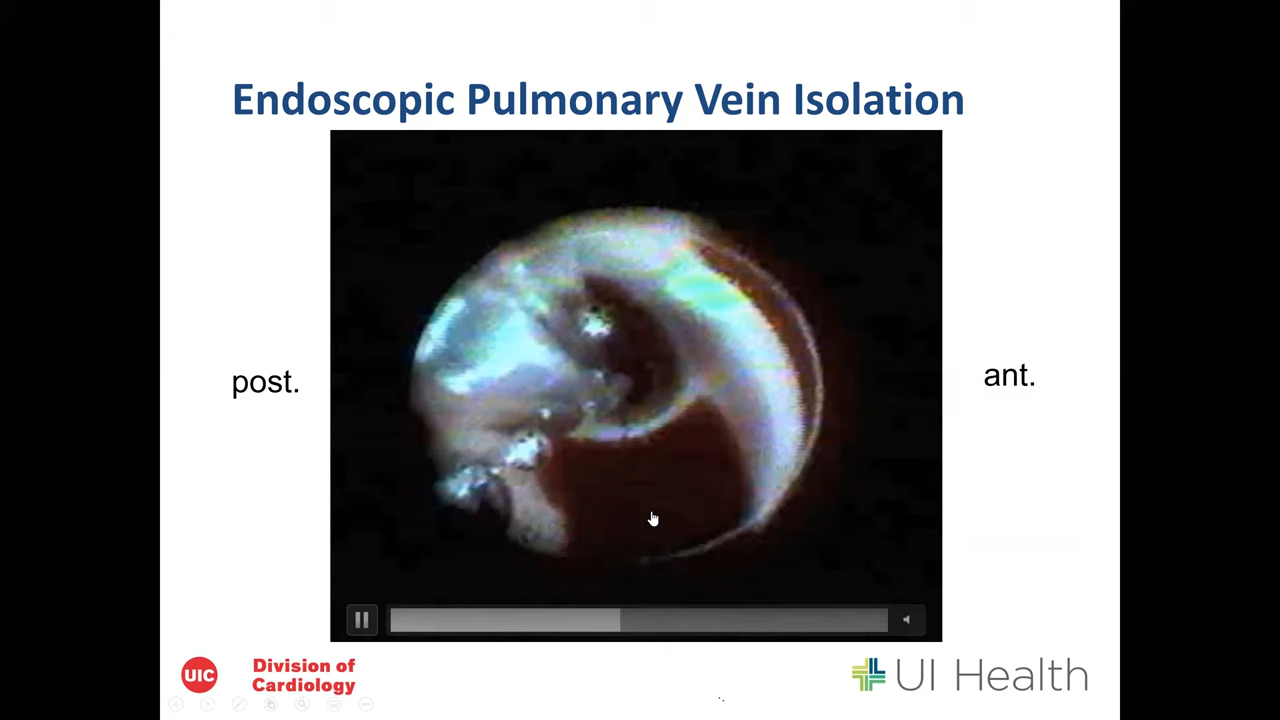 Endoscopic Pulmonary Vein Isolation
post.
ant.
UIC
Division of
Cardiology
UI Health